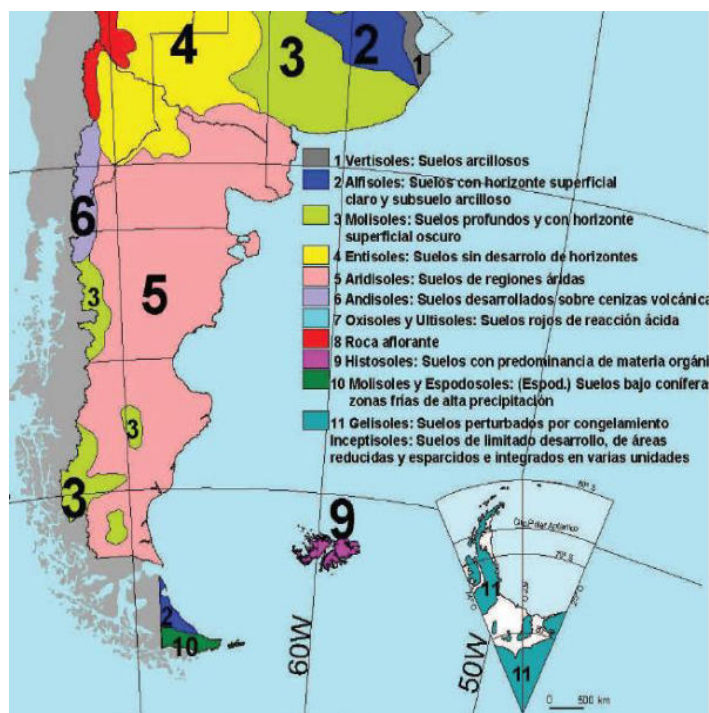 4
3
2
1
1 Vertisoles: Suelos arcillosos
2 Alfisoles: Suelos con horizonte superficial
claro y subsuelo arcilloso
3 Molisoles: Suelos profundos y con horizonte
superficial oscuro
4 Entisoles: Suelos sin desarrolo de horizontes
5 Aridisoles: Suelos de regiones áridas
6 Andisoles: Suelos desarrollados sobre cenizas volcánica
7 Oxisoles y Ultisoles: Suelos rojos de reacción ácida
8 Roca aflorante
9 Histosoles: Suelos con predominancia de materia orgáni
10 Molisoles y Espodosoles: (Espod.) Suelos bajo conífera
zonas frías de alta precipitación
11 Gelisoles: Suelos perturbados por congelamiento
Inceptisoles: Suelos de limitado desarrollo, de áreas
reducidas y esparcidos e integrados en varias unidades
6
3
5
3
3
9
2
10
60W
50W
60° S
70° S
11
11
0 500 km